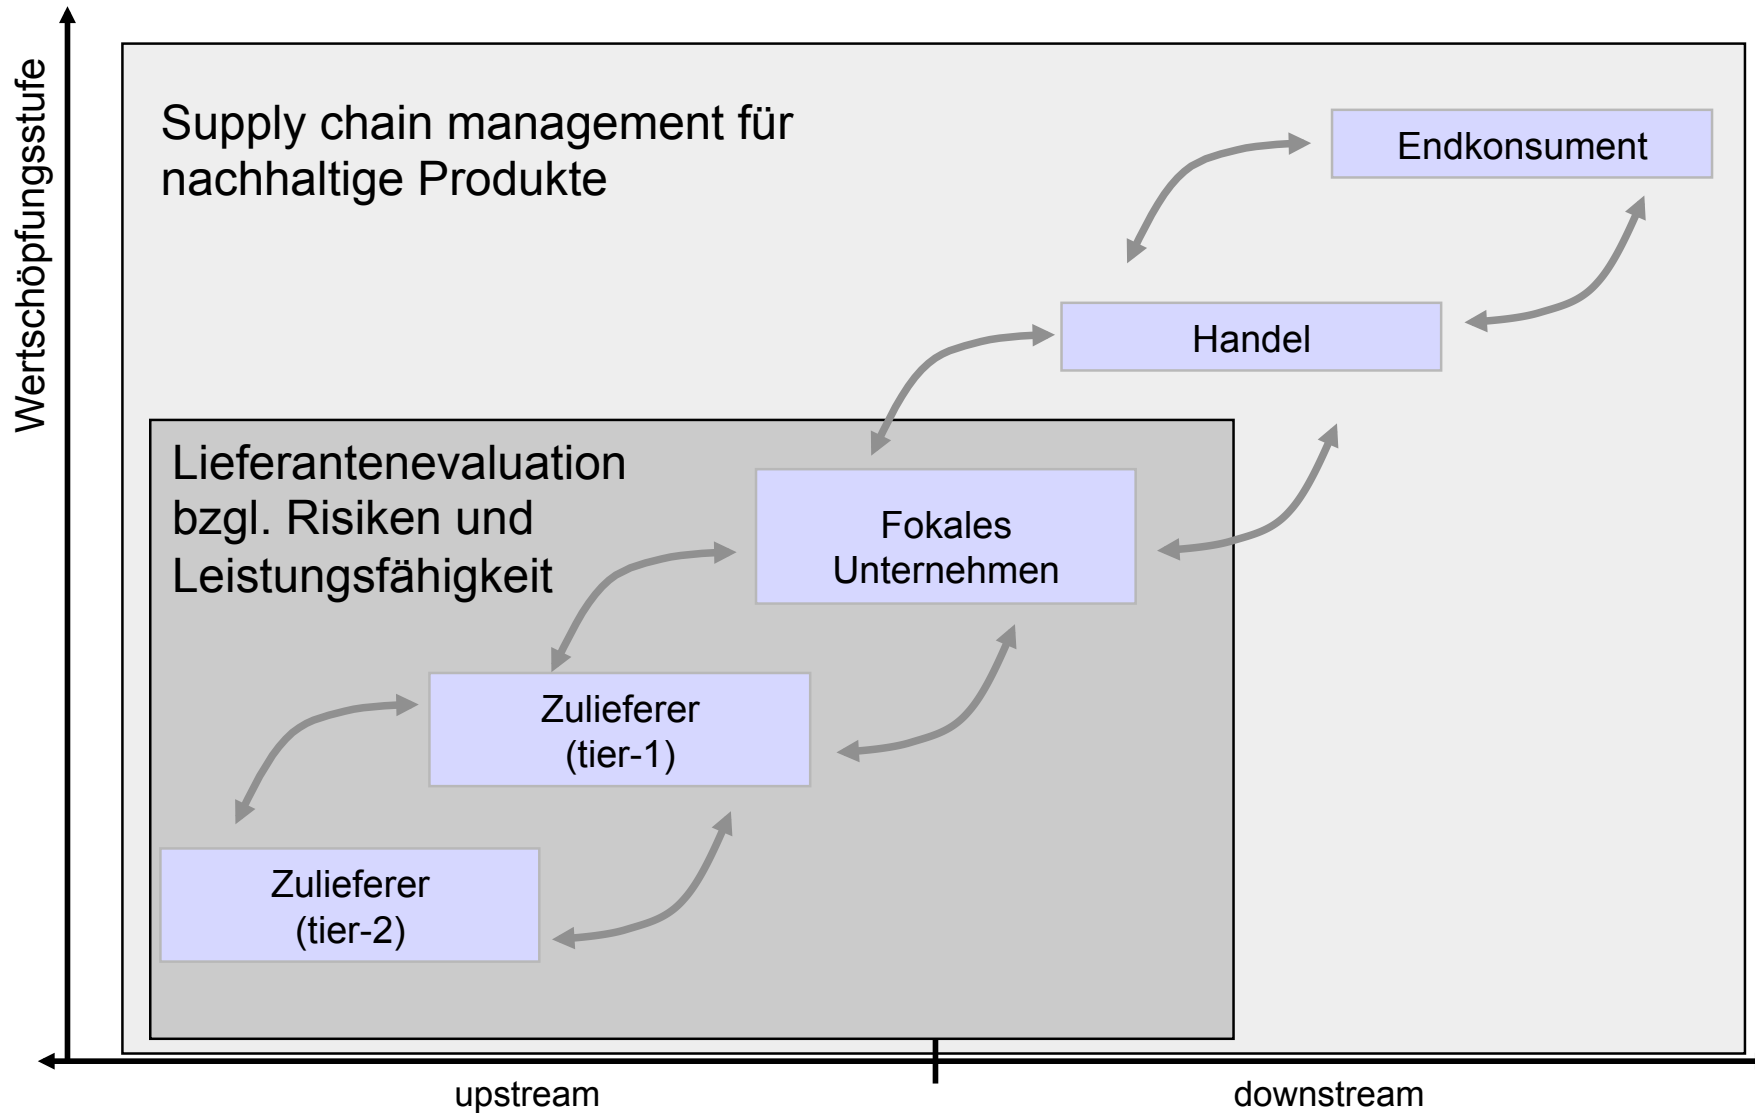 Wertschöpfungsstufe
Supply chain management für
nachhaltige Produkte
Endkonsument
Handel
Lieferantenevaluation
bzgl. Risiken und
Leistungsfähigkeit
Fokales
Unternehmen
Zulieferer
(tier-1)
Zulieferer
(tier-2)
upstream
downstream